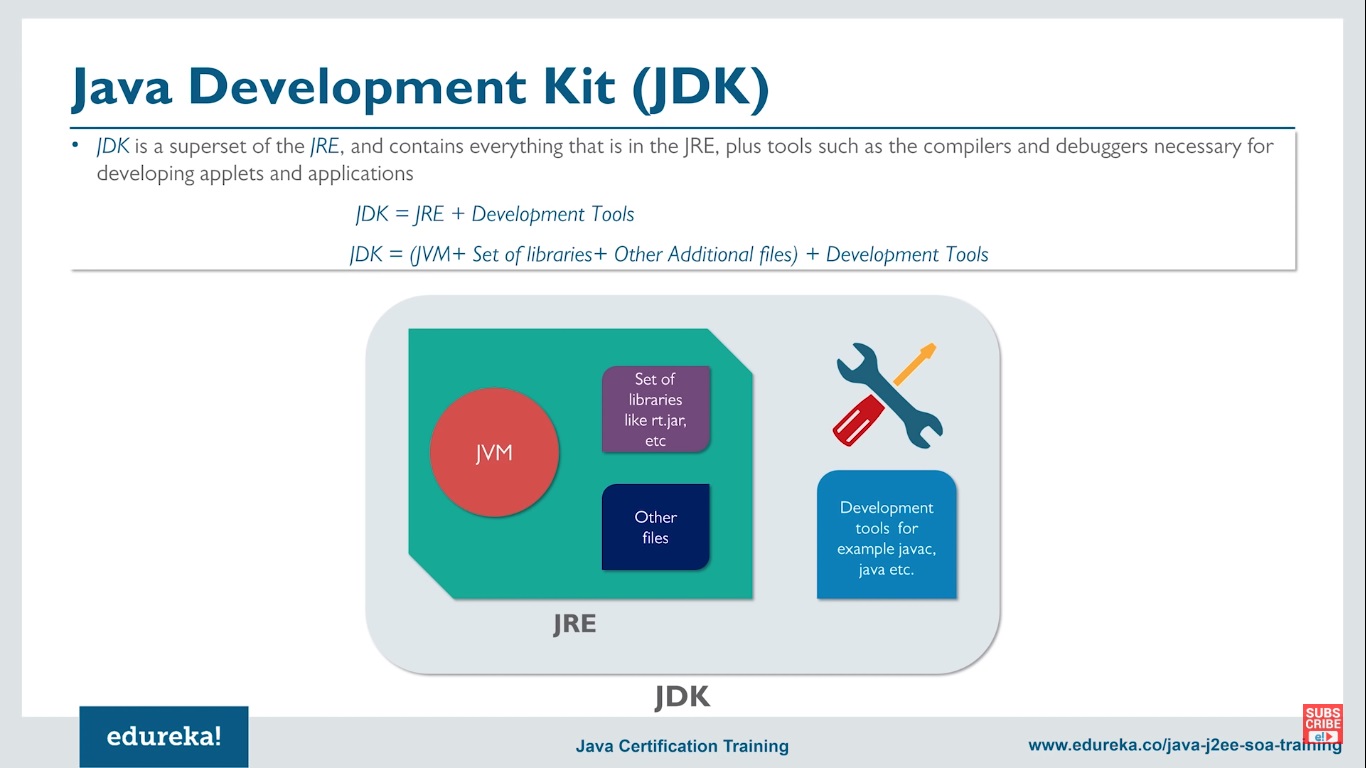 Java Development Kit (JDK)
• JDK is a superset of the JRE, and contains everything that is in the JRE, plus tools such as the compilers and debuggers necessary for
developing applets and applications
JDK = JRE + Development Tools
JDK = (JVM+ Set of libraries+ Other Additional files) + Development Tools
JVM
Set of
libraries
like rt.jar,
etc
Other
files
Development
tools for
example javac,
java etc.
JRE
JDK
edureka!
Java Certification Training
www.edureka.co/java-j2ee-soa-training
SUBS
CRIBE
e!